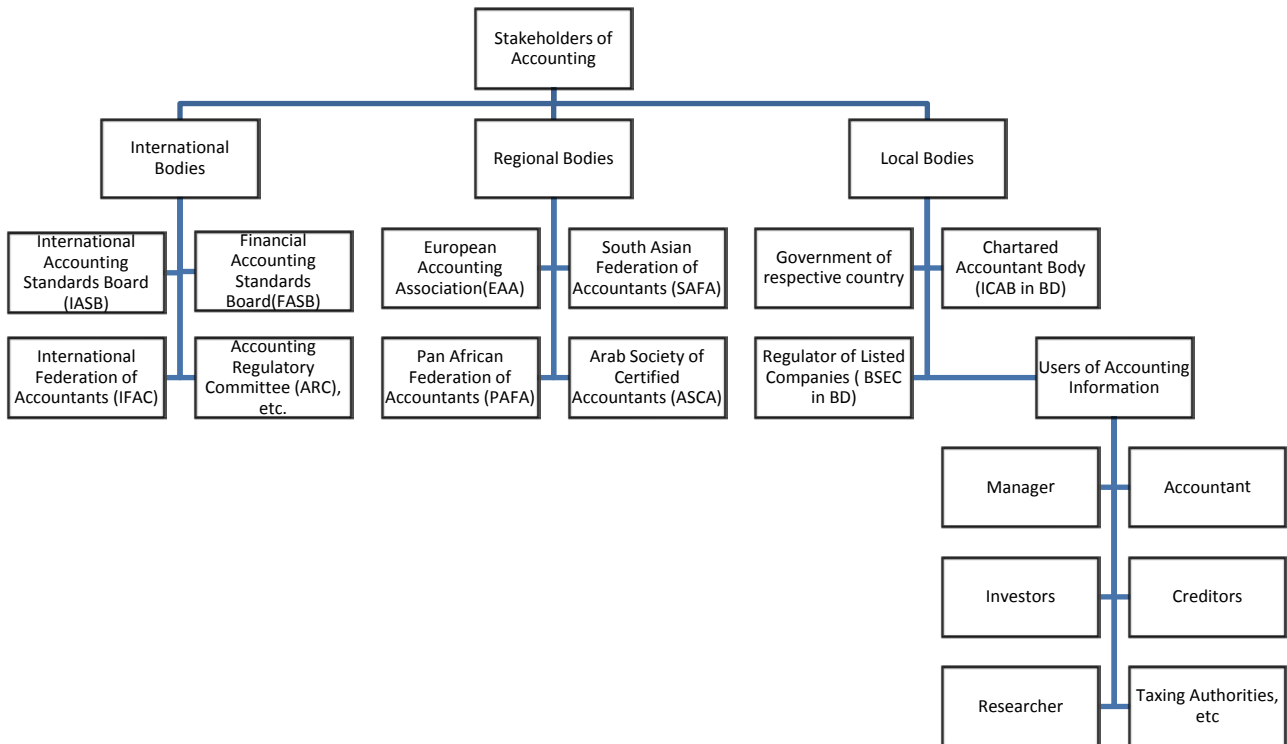 Stakeholders of
Accounting
International
Bodies
Regional Bodies
Local Bodies
International
Accounting
Standards Board
(IASB)
Financial
Accounting
Standards
Board(FASB)
European
Accounting
Association(EAA)
South Asian
Federation of
Accountants (SAFA)
Government of
respective country
Chartared
Accountant Body
(ICAB in BD)
International
Federation of
Accountants (IFAC)
Accounting
Regulatory
Committee (ARC),
etc.
Pan African
Federation of
Accountants (PAFA)
Arab Society of
Certified
Accountants (ASCA)
Regulator of Listed
Companies ( BSEC
in BD)
Users of Accounting
Information
Manager
Accountant
Investors
Creditors
Researcher
Taxing Authorities,
etc